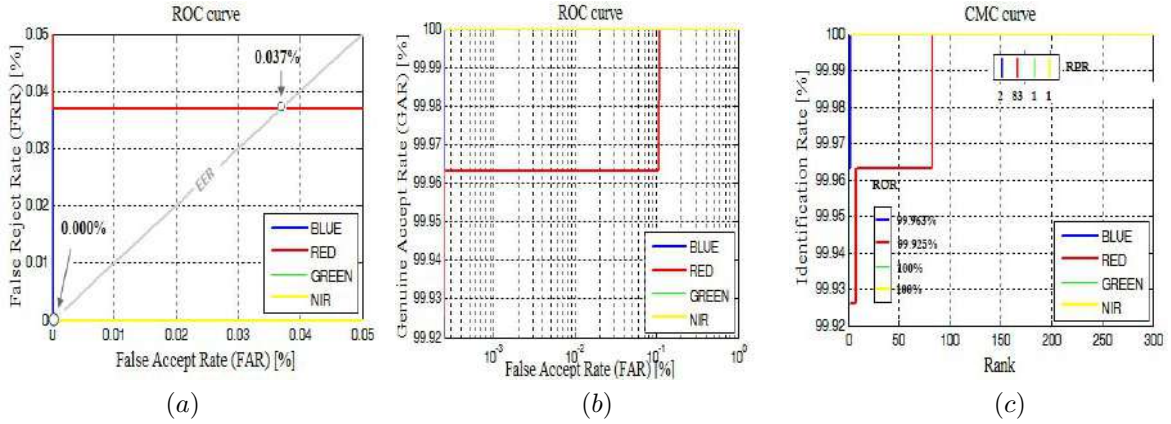 ROC curve
False Reject Rate (FRR) [%]
0.05
0.04
0.03
0.02
0.01
0
0.037%
EER
0.000%
BLUE
RED
GREEN
NIR
0 0.01 0.02 0.03 0.04 0.05
False Accept Rate (FAR) [%]
(a)
ROC curve
Genuine Accept Rate (GAR) [%]
100
99.99
99.98
99.97
99.96
99.95
99.94
99.93
99.92
BLUE
RED
GREEN
NIR
10-3 10-2 10-1 100
False Accept Rate (FAR) [%]
(b)
CMC curve
Identification Rate [%]
100
99.99
99.98
99.97
99.96
99.95
99.94
99.93
99.92
RPR
2 83 1 1
ROR
99.963%
99.925%
100%
100%
BLUE
RED
GREEN
NIR
0 50 100 150 200 250 300
Rank
(c)